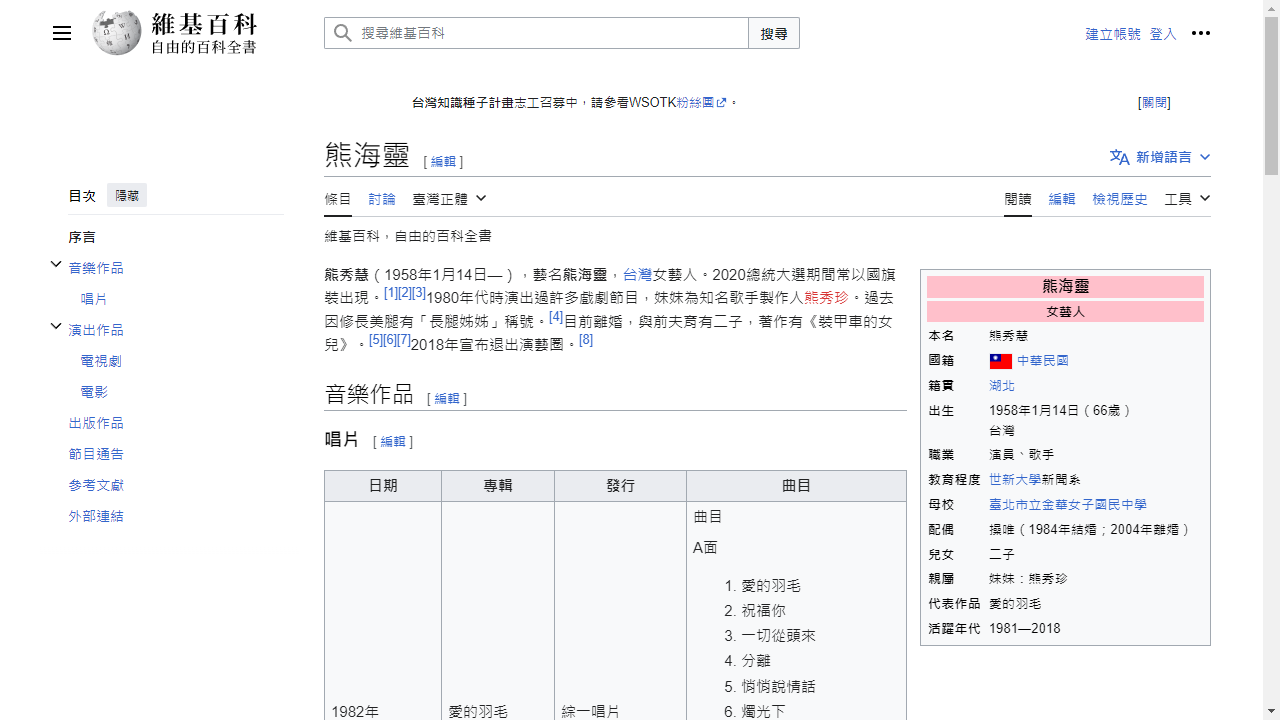 維基百科
自由的百科全書
搜尋維基百科
搜尋
建立帳號 登入
台灣知識種子計畫志工召募中，請參看WSOTK粉絲團。
[關閉]
熊海靈 [ 編輯 ]
新增語言
目次 隱藏
序言
音樂作品
唱片
演出作品
電視劇
電影
出版作品
節目通告
參考文獻
外部連結
條目 討論 臺灣正體
閱讀 編輯 檢視歷史 工具
維基百科，自由的百科全書
熊秀慧（1958年1月14日—），藝名熊海靈，台灣女藝人。2020總統大選期間常以國旗
裝出現。[1][2][3]1980年代時演出過許多戲劇節目，妹妹為知名歌手製作人熊秀珍。過去
因修長美腿有「長腿姊姊」稱號。[4]目前離婚，與前夫育有二子，著作有《裝甲車的女
兒》。[5][6][7]2018年宣布退出演藝圈。[8]
熊海靈
女藝人
本名 熊秀慧
國籍 中華民國
籍貫 湖北
出生 1958年1月14日（66歲）
台灣
職業 演員、歌手
教育程度 世新大學新聞系
母校 臺北市立金華女子國民中學
配偶 操唯（1984年結婚；2004年離婚）
兒女 二子
親屬 妹妹：熊秀珍
代表作品 愛的羽毛
活躍年代 1981—2018
音樂作品 [ 編輯 ]
唱片 [ 編輯 ]
日期 專輯 發行 曲目
曲目
A面
1. 愛的羽毛
2. 祝福你
3. 一切從頭來
4. 分離
5. 悄悄說情話
6. 燭光下
1982年 愛的羽毛 綜一唱片